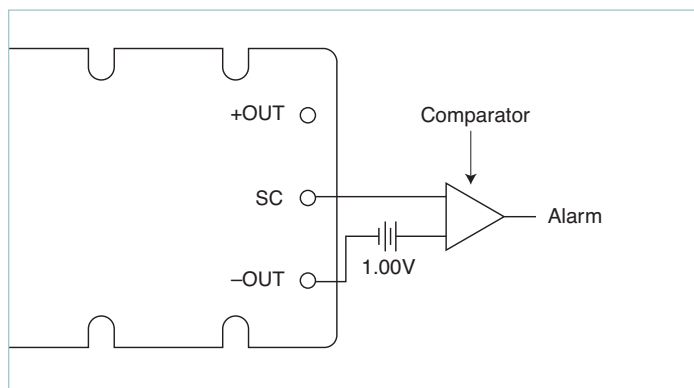 +OUT
Comparator
SC
Alarm
–OUT
1.00V